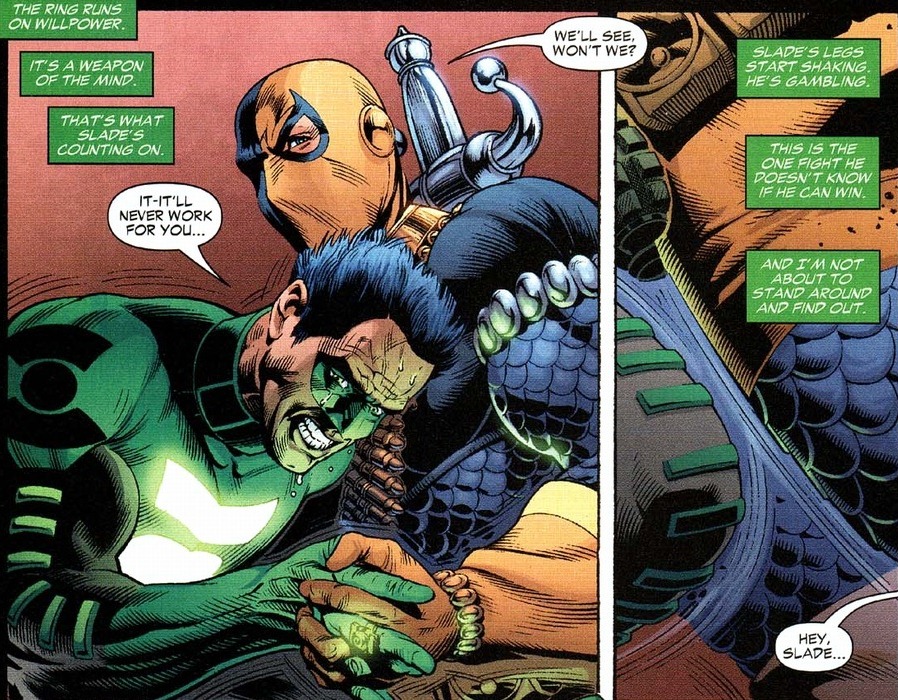 THE RING RUNS
ON WILLPOWER.
IT'S A WEAPON
OF THE MIND.
THAT'S WHAT
SLADE'S
COUNTING ON.
WE'LL SEE,
WON'T WE?
IT-IT'LL
NEVER WORK
FOR YOU...
SLADE'S LEGS
START SHAKING.
HE'S GAMBLING.
THIS IS THE
ONE FIGHT HE
DOESN'T KNOW
IF HE CAN WIN.
AND I'M NOT
ABOUT TO
STAND AROUND
AND FIND OUT.
HEY,
SLADE...